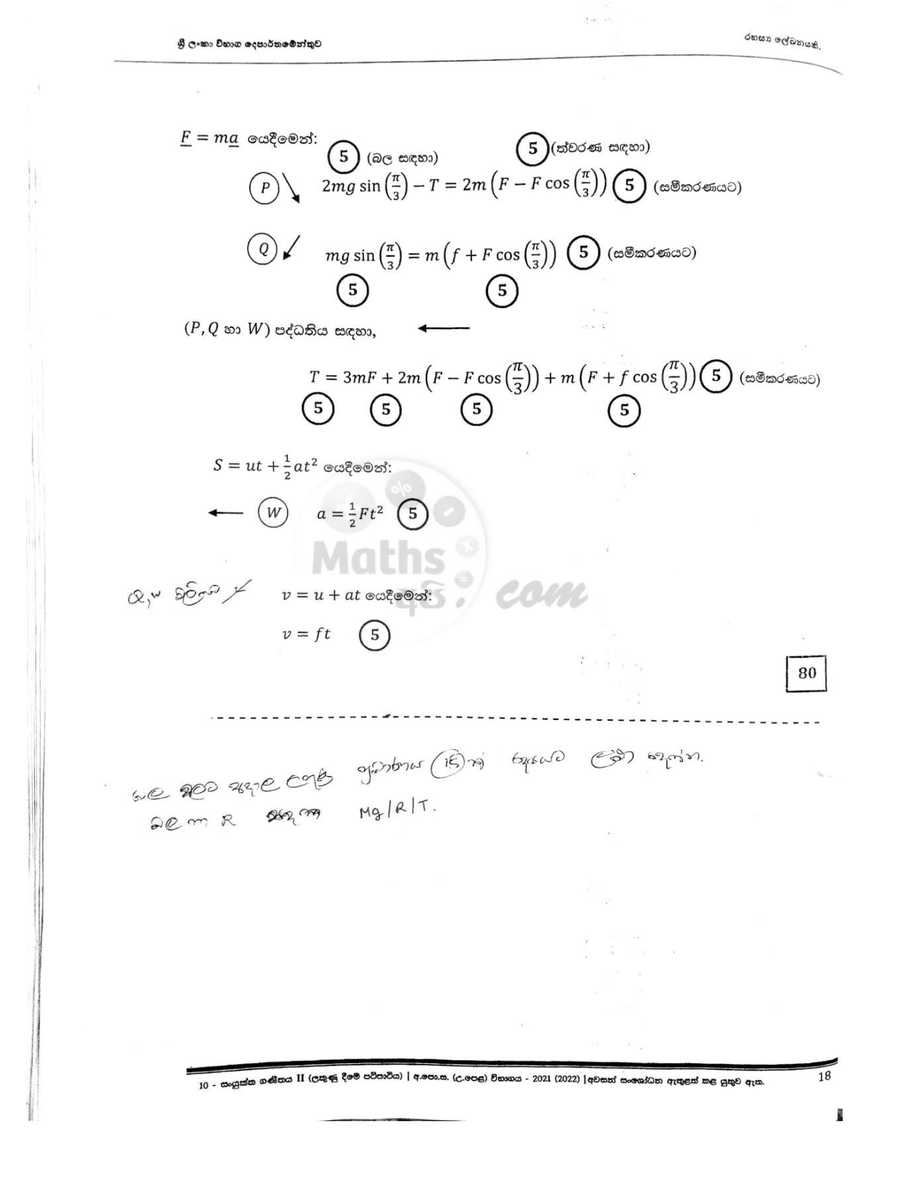 ශ්‍රී ලංකා විභාග දෙපාර්තමේන්තුව
රහස්‍ය ලේඛනයකි.
F = ma යෙදීමෙන්:
5 (බල සඳහා) 5 (ත්වරණ සඳහා)
P ↘ 2mg sin(π/3) − T = 2m(F − F cos(π/3)) 5 (සමීකරණයට)
Q ↙ mg sin(π/3) = m(f + F cos(π/3)) 5 (සමීකරණයට)
5 5
(P, Q හා W) පද්ධතිය සඳහා, ←
T = 3mF + 2m(F − F cos(π/3)) + m(F + f cos(π/3)) 5 (සමීකරණයට)
5 5 5 5
S = ut + ½at² යෙදීමෙන්:
← W a = ½Ft² 5
Maths
අපි . com
v = u + at යෙදීමෙන්:
v = ft 5
80
R Mg/R/T.
10 - සංයුක්ත ගණිතය II (ලකුණු දීමේ පටිපාටිය) | අ.පො.ස. (උ.පෙළ) විභාගය - 2021 (2022) | අවසන් සංශෝධන ඇතුළත් කළ යුතුව ඇත.
18